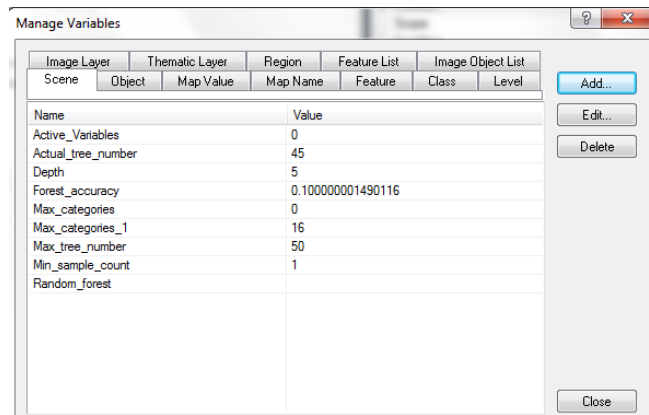 Manage Variables
Image Layer Thematic Layer Region Feature List Image Object List
Scene Object Map Value Map Name Feature Class Level
Add...
Name Value
Edit...
Active_Variables 0
Actual_tree_number 45
Delete
Depth 5
Forest_accuracy 0.100000001490116
Max_categories 0
Max_categories_1 16
Max_tree_number 50
Min_sample_count 1
Random_forest
Close